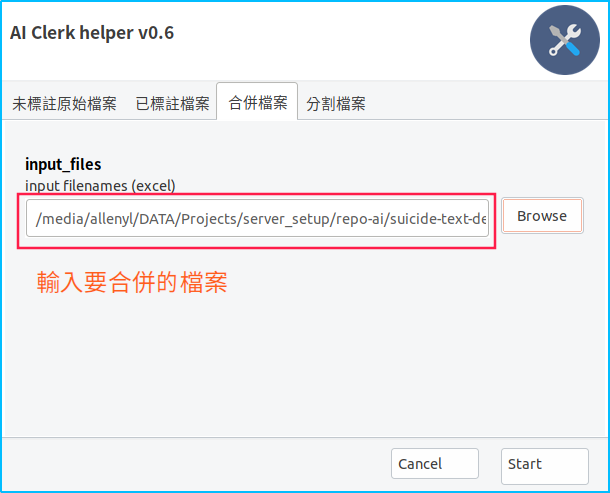 AI Clerk helper v0.6
未標註原始檔案 已標註檔案 合併檔案 分割檔案
input_files
input filenames (excel)
/media/allenyl/DATA/Projects/server_setup/repo-ai/suicide-text-de
Browse
輸入要合併的檔案
Cancel Start